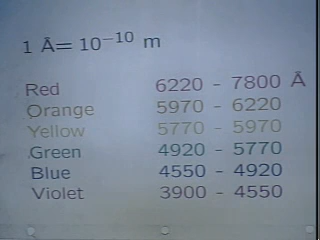 1 Å= 10⁻¹⁰ m
Red 6220 - 7800 Å
Orange 5970 - 6220
Yellow 5770 - 5970
Green 4920 - 5770
Blue 4550 - 4920
Violet 3900 - 4550